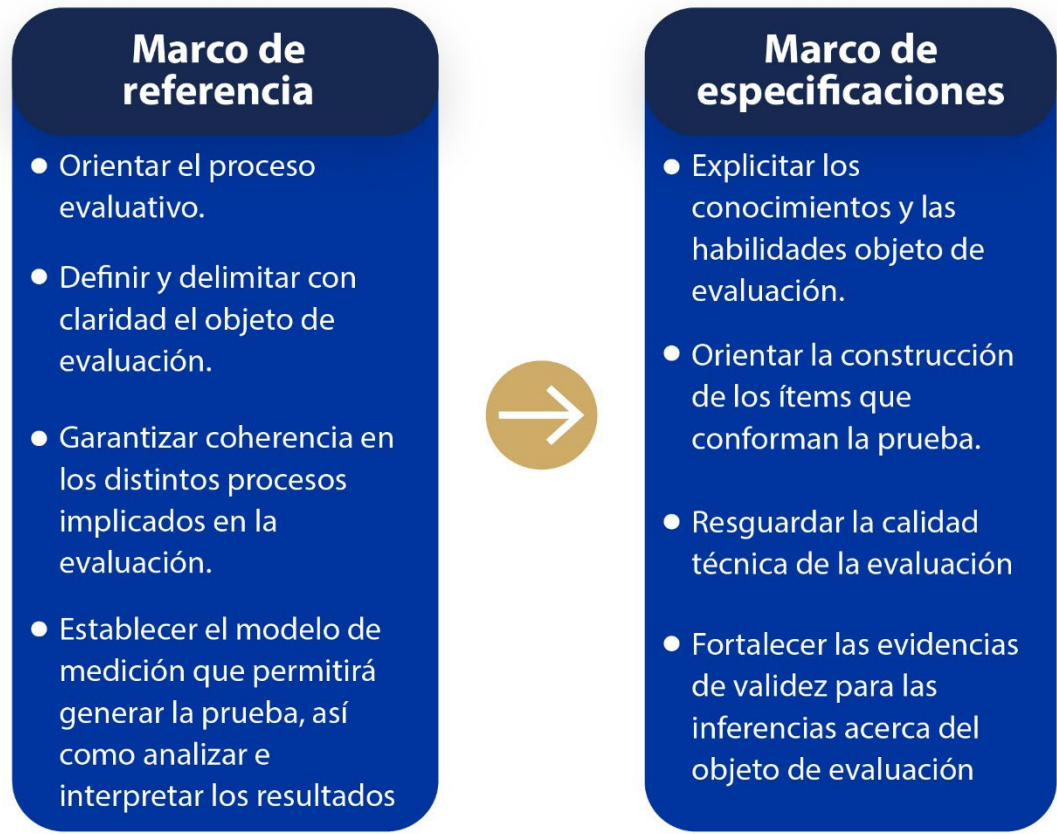 Marco de
referencia
• Orientar el proceso
evaluativo.
• Definir y delimitar con
claridad el objeto de
evaluación.
• Garantizar coherencia en
los distintos procesos
implicados en la
evaluación.
• Establecer el modelo de
medición que permitirá
generar la prueba, así
como analizar e
interpretar los resultados
Marco de
especificaciones
• Explicitar los
conocimientos y las
habilidades objeto de
evaluación.
• Orientar la construcción
de los ítems que
conforman la prueba.
• Resguardar la calidad
técnica de la evaluación
• Fortalecer las evidencias
de validez para las
inferencias acerca del
objeto de evaluación